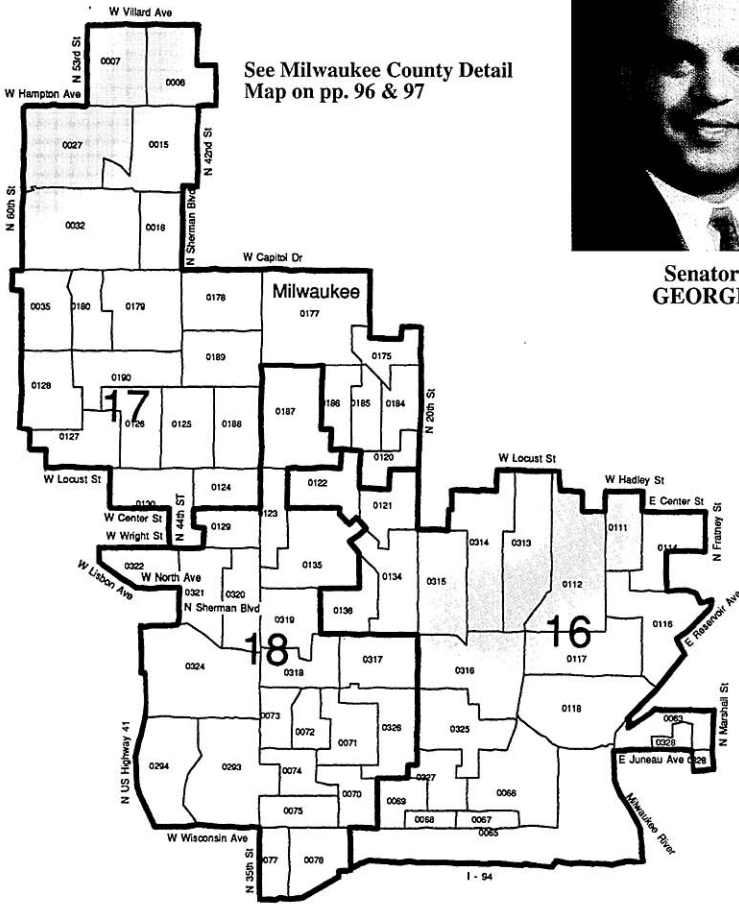 W Villard Ave
N 53rd St
0007
0006
See Milwaukee County Detail
Map on pp. 96 & 97
W Hampton Ave
0027
0015
N 42nd St
N 60th St
0032
0016
N Sherman Blvd
W Capitol Dr
Senator
GEORGE
Milwaukee
0035
0180
0179
0178
0177
0175
0189
0128
0190
17
0187
0186
0185
0184
N 20th St
0127
0126
0125
0188
0120
W Locust St
0130
0124
0122
W Locust St
W Hadley St
E Center St
W Center St
N 44th ST
0129
0123
0121
0111
0114
N Fratney St
W Wright St
0314
0313
0322
W North Ave
W Lisbon Ave
0321
0320
0135
0134
0315
0112
N Sherman Blvd
0319
0136
16
0116
E Reservoir Ave
0324
18
0318
0317
0316
0117
0118
N US Highway 41
0073
0072
0071
0326
0325
0063
0328
N Marshall St
0294
0293
0074
0070
0327
0066
E Juneau Ave
0328
0075
0069
0068
0067
0065
W Wisconsin Ave
N 35th St
0077
0078
Milwaukee River
I - 94